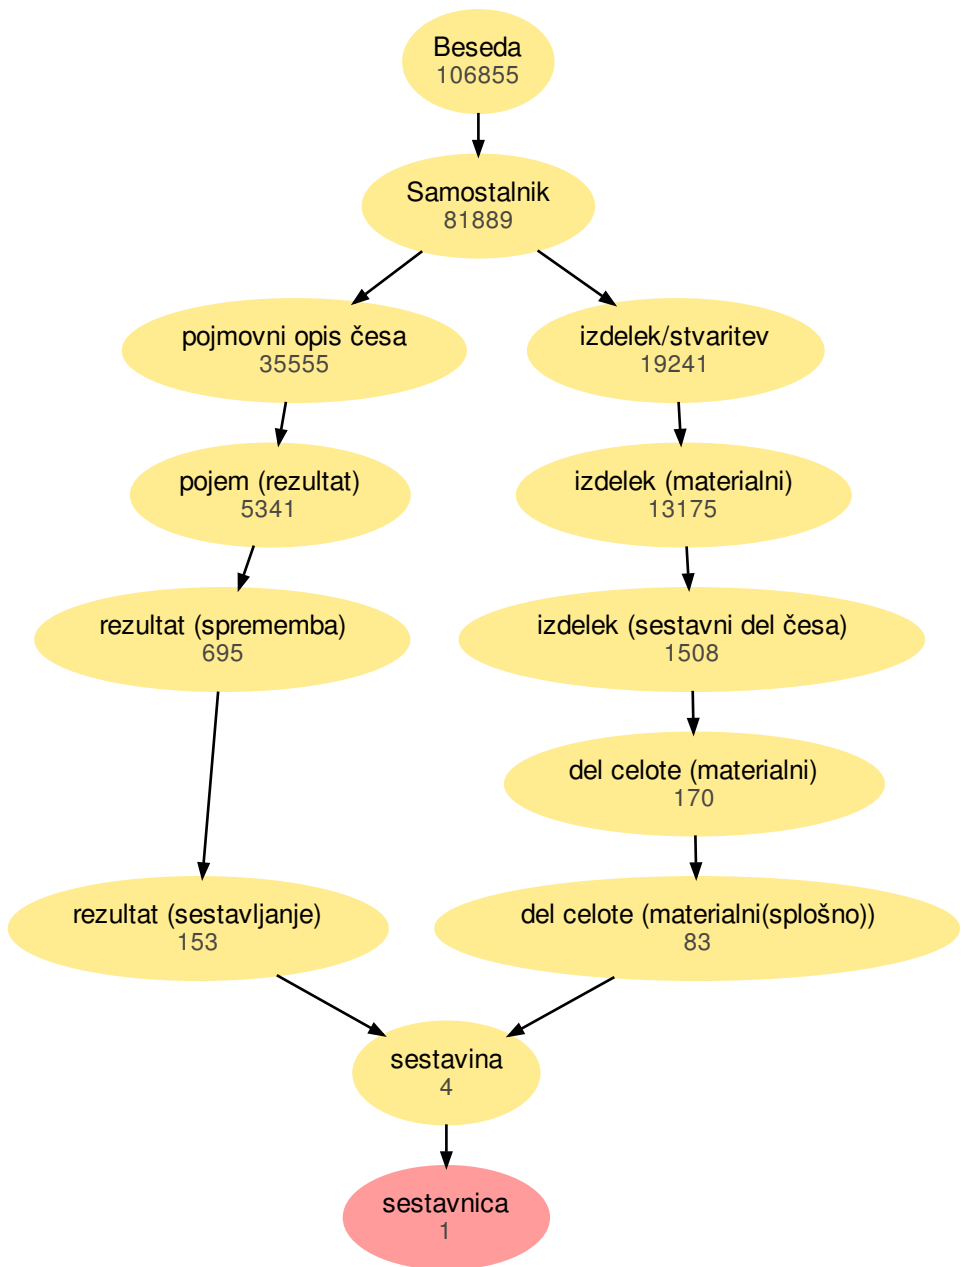 Beseda
106855
Samostalnik
81889
pojmovni opis česa
35555
izdelek/stvaritev
19241
pojem (rezultat)
5341
izdelek (materialni)
13175
rezultat (sprememba)
695
izdelek (sestavni del česa)
1508
del celote (materialni)
170
rezultat (sestavljanje)
153
del celote (materialni(splošno))
83
sestavina
4
sestavnica
1